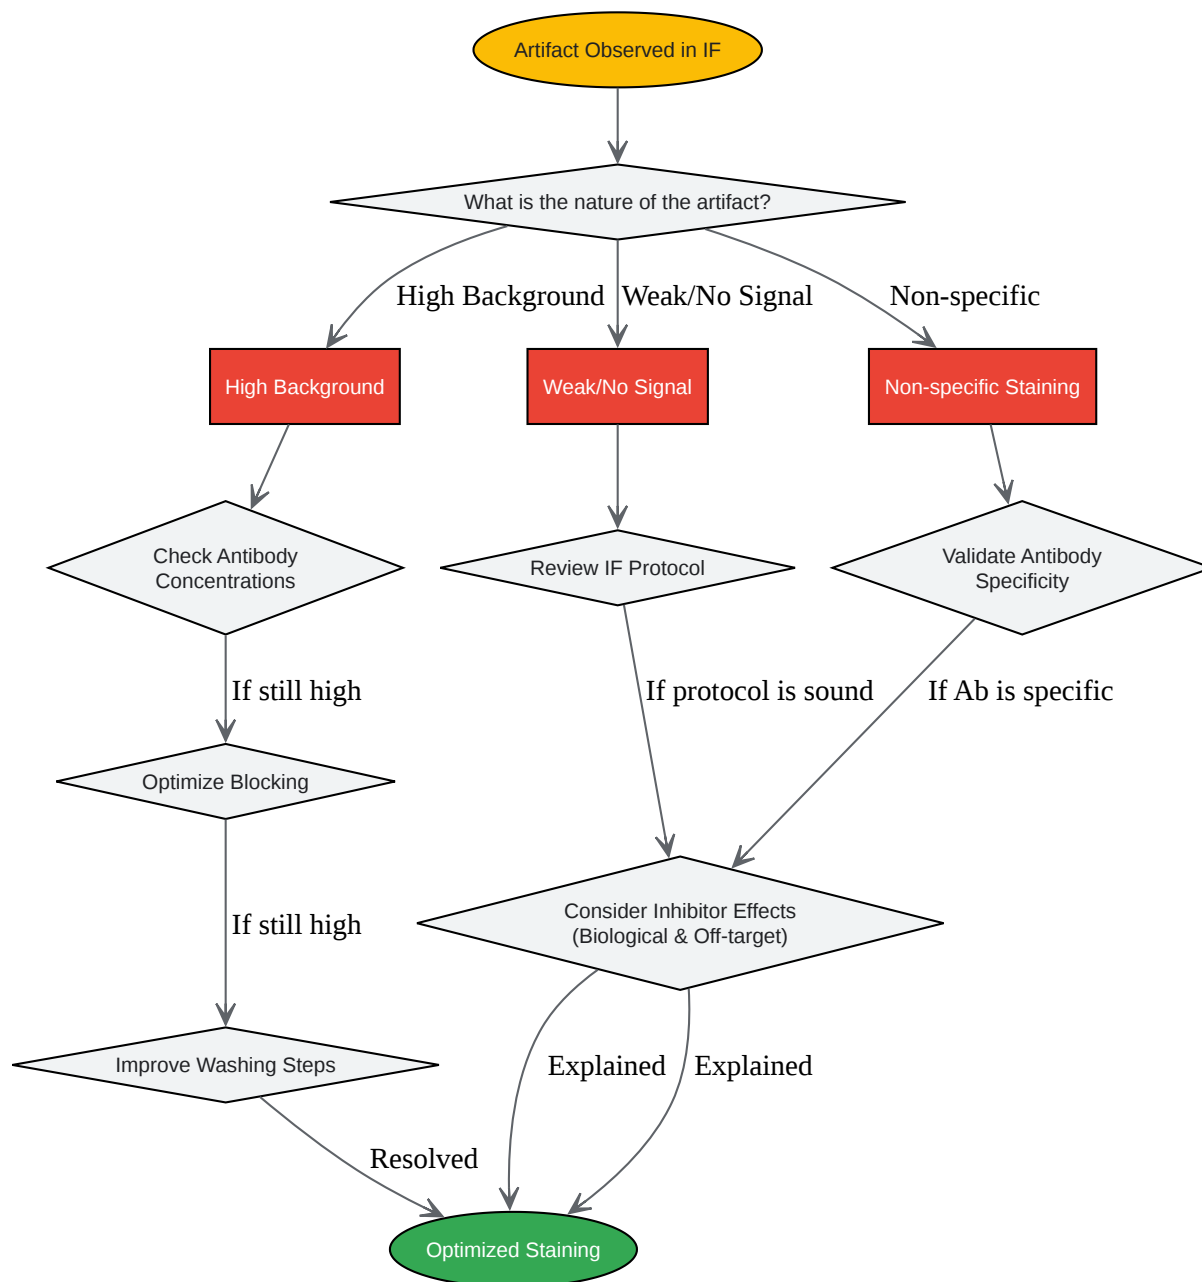 Artifact Observed in IF
What is the nature of the artifact?
High Background
Weak/No Signal
Non-specific
High Background
Weak/No Signal
Non-specific Staining
Check Antibody
Concentrations
Review IF Protocol
Validate Antibody
Specificity
If still high
If protocol is sound
If Ab is specific
Optimize Blocking
If still high
Consider Inhibitor Effects
(Biological & Off-target)
Improve Washing Steps
Explained
Explained
Resolved
Optimized Staining